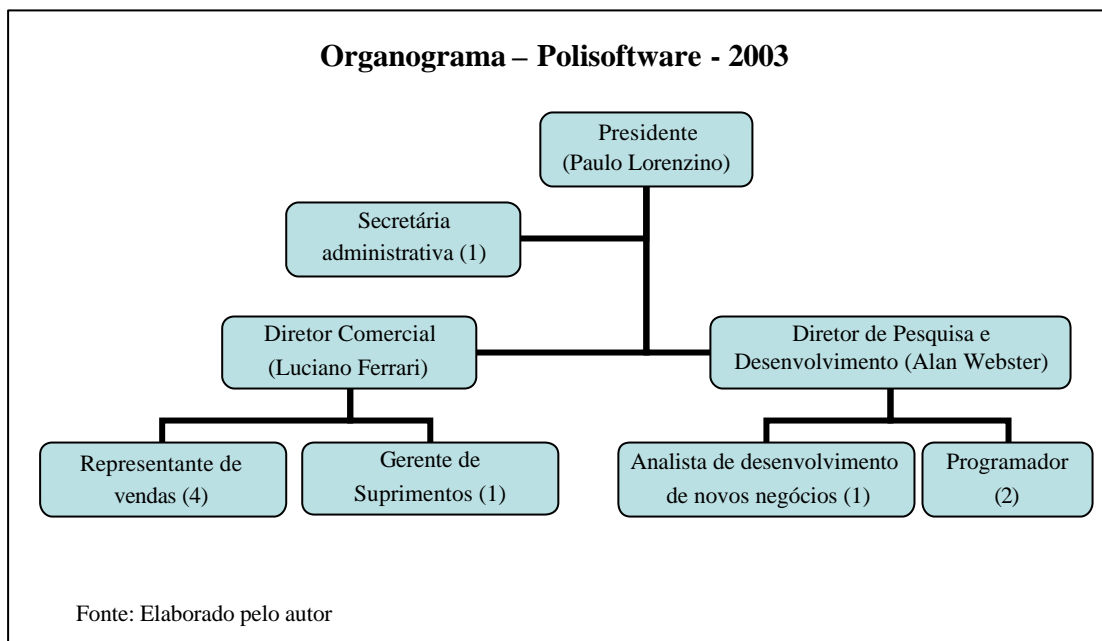 Organograma – Polisoftware - 2003
Presidente
(Paulo Lorenzino)
Secretária
administrativa (1)
Diretor Comercial
(Luciano Ferrari)
Diretor de Pesquisa e
Desenvolvimento (Alan Webster)
Representante de
vendas (4)
Gerente de
Suprimentos (1)
Analista de desenvolvimento
de novos negócios (1)
Programador
(2)
Fonte: Elaborado pelo autor